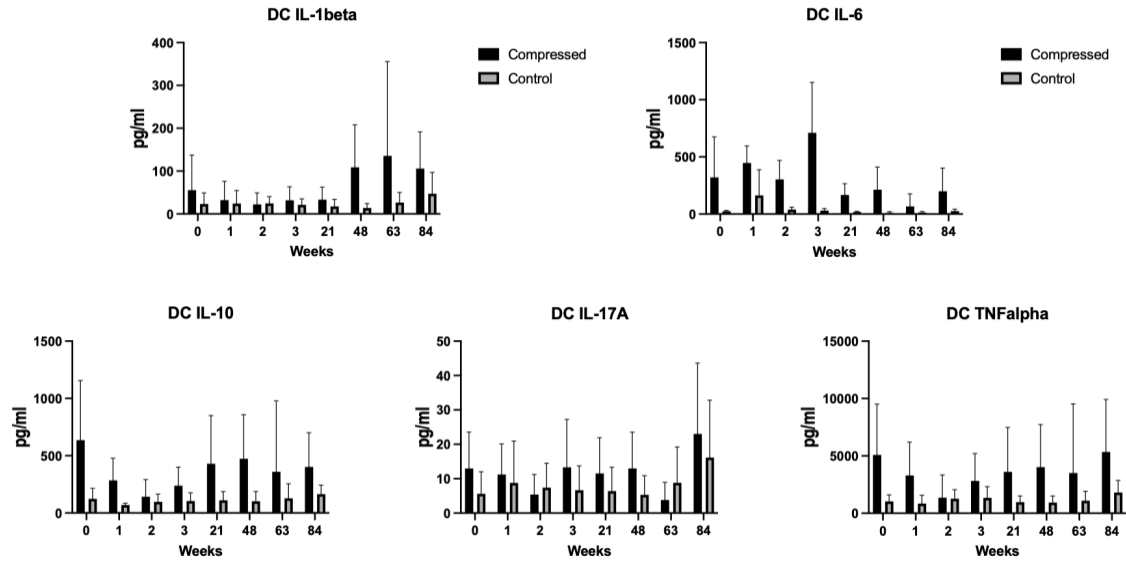 DC IL-1beta
400
300
200
100
0
pg/ml
0 1 2 3 21 48 63 84
Weeks
Compressed
Control
DC IL-6
1500
1000
500
0
pg/ml
0 1 2 3 21 48 63 84
Weeks
Compressed
Control
DC IL-10
1500
1000
500
0
pg/ml
0 1 2 3 21 48 63 84
Weeks
DC IL-17A
50
40
30
20
10
0
pg/ml
0 1 2 3 21 48 63 84
Weeks
DC TNFalpha
15000
10000
5000
0
pg/ml
0 1 2 3 21 48 63 84
Weeks